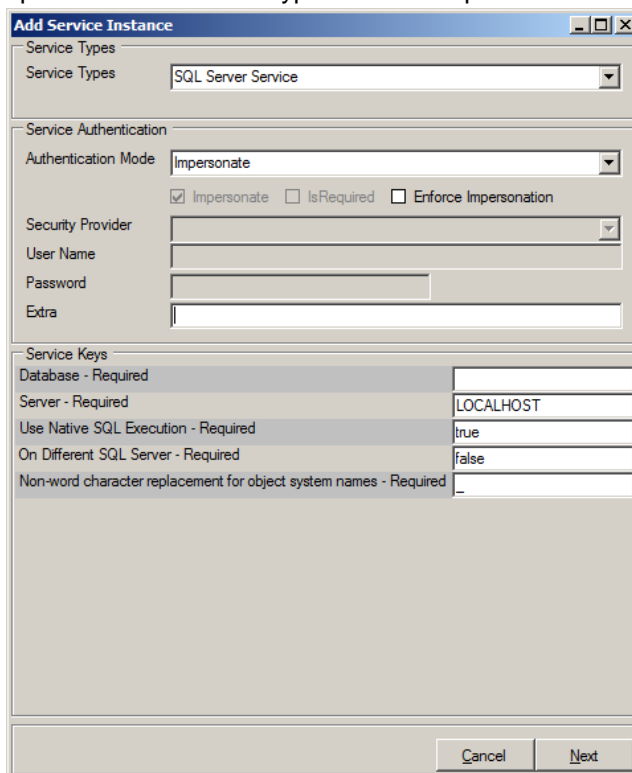 Add Service Instance
Service Types
Service Types SQL Server Service
Service Authentication
Authentication Mode Impersonate
Impersonate IsRequired Enforce Impersonation
Security Provider
User Name
Password
Extra
Service Keys
Database - Required
Server - Required LOCALHOST
Use Native SQL Execution - Required true
On Different SQL Server - Required false
Non-word character replacement for object system names - Required _
Cancel Next